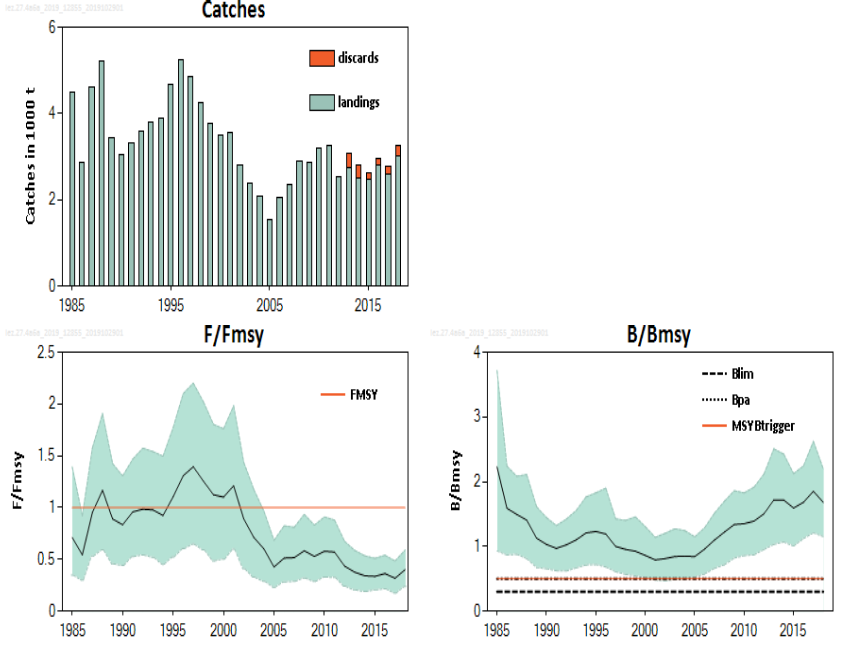 Catches
6
4
2
0
Catches in 1000 t
discards
landings
1985 1995 2005 2015
F/Fmsy
2.5
2
1.5
1
0.5
0
F/Fmsy
FMSY
1985 1990 1995 2000 2005 2010 2015
B/Bmsy
4
3
2
1
0
B/Bmsy
Blim
Bpa
MSYBtrigger
1985 1990 1995 2000 2005 2010 2015